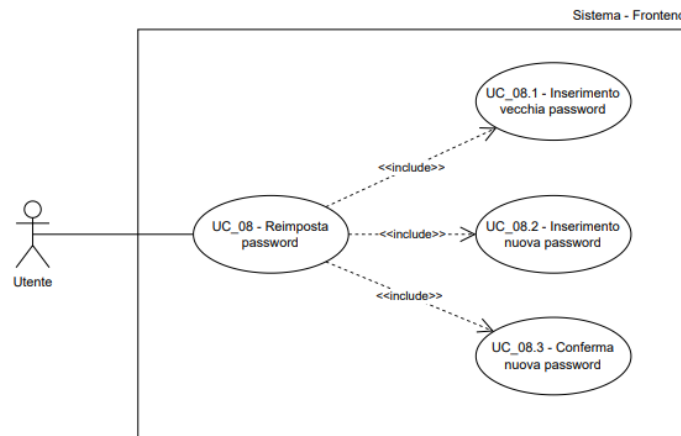 Sistema - Frontend
UC_08.1 - Inserimento
vecchia password
<<include>>
UC_08 - Reimposta
password
<<include>>
UC_08.2 - Inserimento
nuova password
Utente
<<include>>
UC_08.3 - Conferma
nuova password